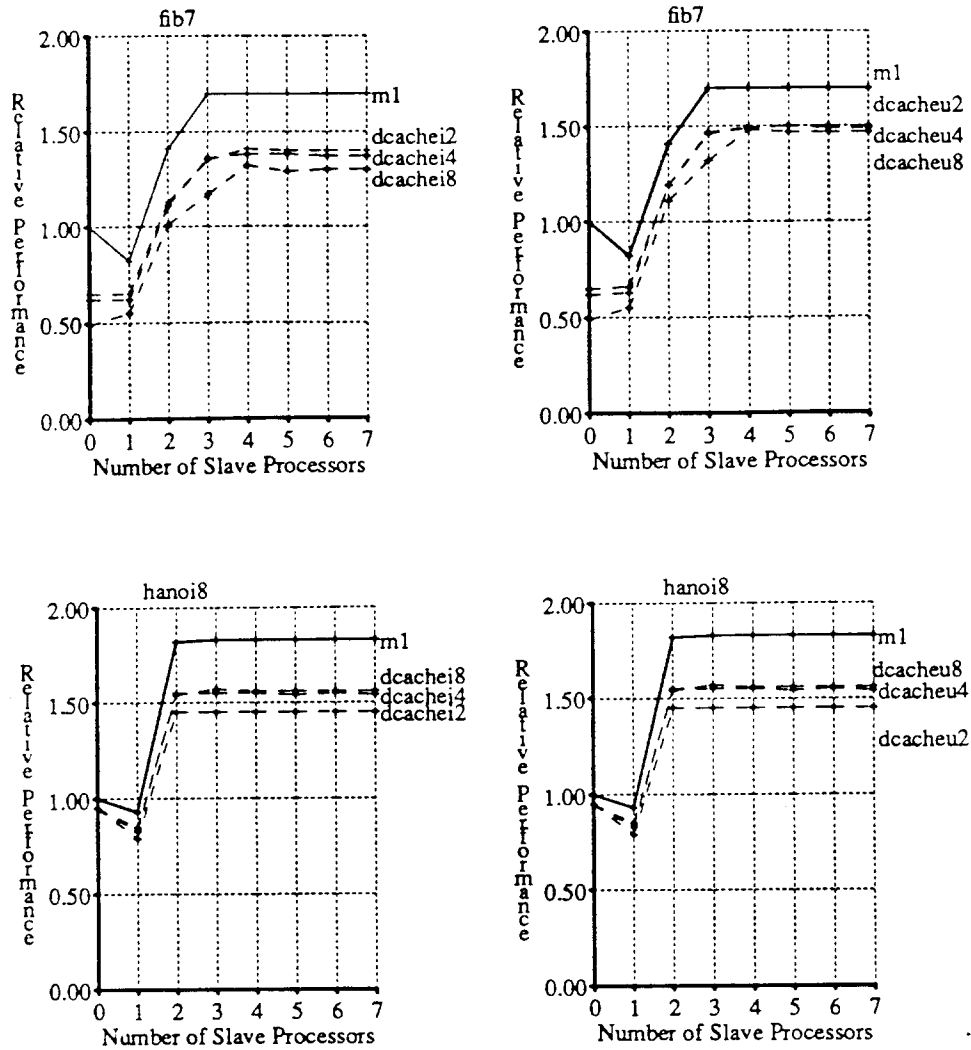 fib7
2.00
1.50
1.00
0.50
0.00
Relative Performance
m1
dcachei2
dcachei4
dcachei8
0 1 2 3 4 5 6 7
Number of Slave Processors
fib7
2.00
1.50
1.00
0.50
0.00
Relative Performance
m1
dcacheu2
dcacheu4
dcacheu8
0 1 2 3 4 5 6 7
Number of Slave Processors
hanoi8
2.00
1.50
1.00
0.50
0.00
Relative Performance
m1
dcachei8
dcachei4
dcachei2
0 1 2 3 4 5 6 7
Number of Slave Processors
hanoi8
2.00
1.50
1.00
0.50
0.00
Relative Performance
m1
dcacheu8
dcacheu4
dcacheu2
0 1 2 3 4 5 6 7
Number of Slave Processors